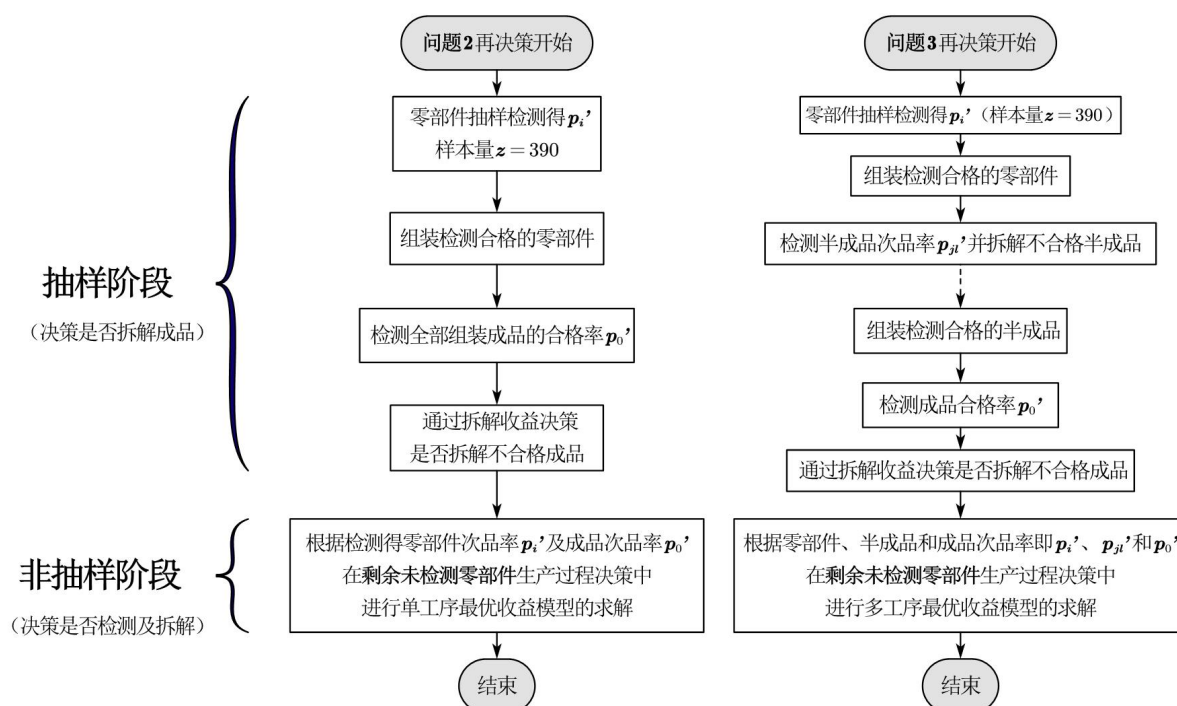 问题2再决策开始
零部件抽样检测得p_i’
样本量z=390
组装检测合格的零部件
检测全部组装成品的合格率p_0’
通过拆解收益决策
是否拆解不合格成品
根据检测得零部件次品率p_i’及成品次品率p_0’
在剩余未检测零部件生产过程决策中
进行单工序最优收益模型的求解
结束
问题3再决策开始
零部件抽样检测得p_i’（样本量z=390）
组装检测合格的零部件
检测半成品次品率p_jl’并拆解不合格半成品
组装检测合格的半成品
检测成品合格率p_0’
通过拆解收益决策是否拆解不合格成品
根据零部件、半成品和成品次品率即p_i’、p_jl’和p_0’
在剩余未检测零部件生产过程决策中
进行多工序最优收益模型的求解
结束
抽样阶段
（决策是否拆解成品）
非抽样阶段
（决策是否检测及拆解）